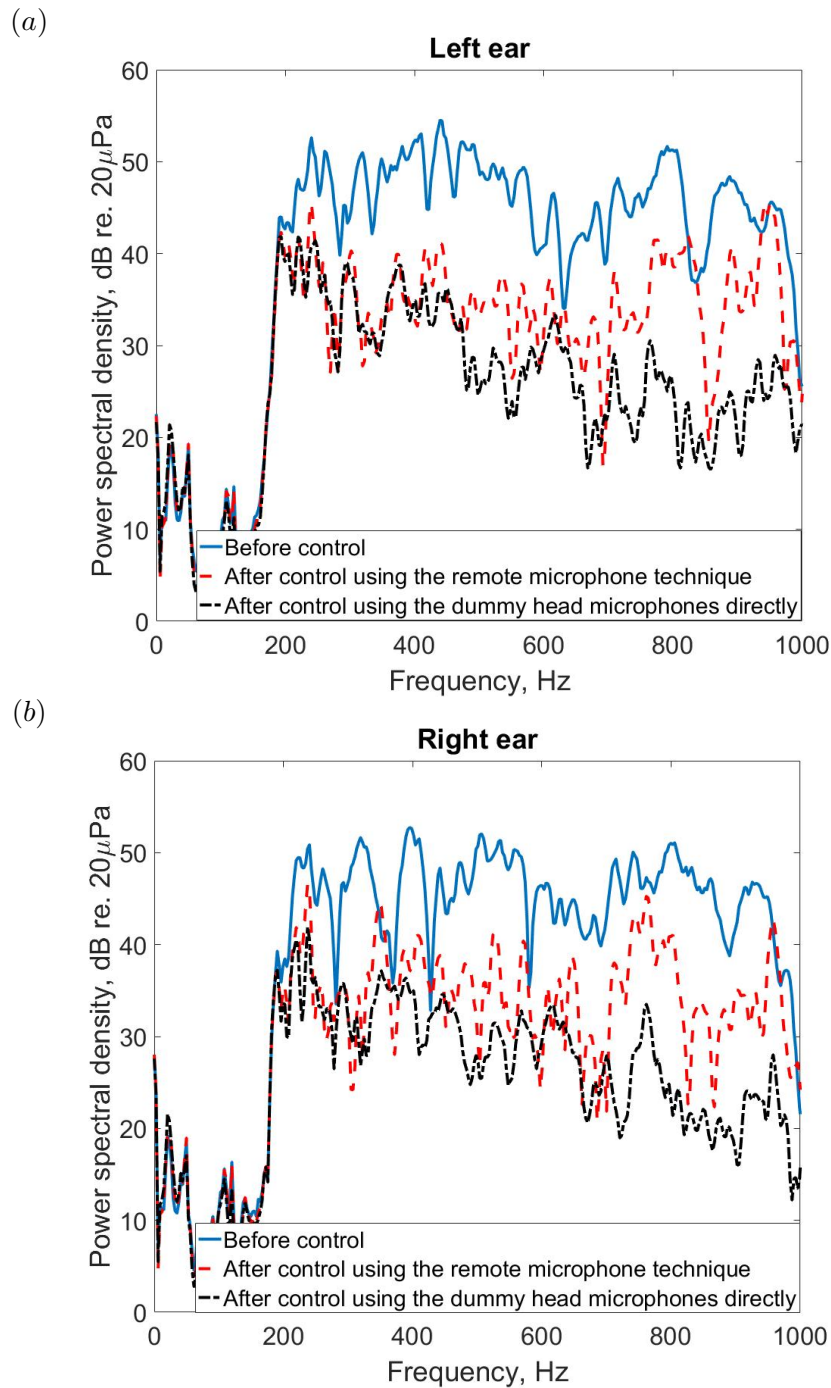 (a)
Left ear
Power spectral density, dB re. 20μPa
60
50
40
30
20
10
0
Before control
After control using the remote microphone technique
After control using the dummy head microphones directly
0 200 400 600 800 1000
Frequency, Hz
(b)
Right ear
Power spectral density, dB re. 20μPa
60
50
40
30
20
10
0
Before control
After control using the remote microphone technique
After control using the dummy head microphones directly
0 200 400 600 800 1000
Frequency, Hz